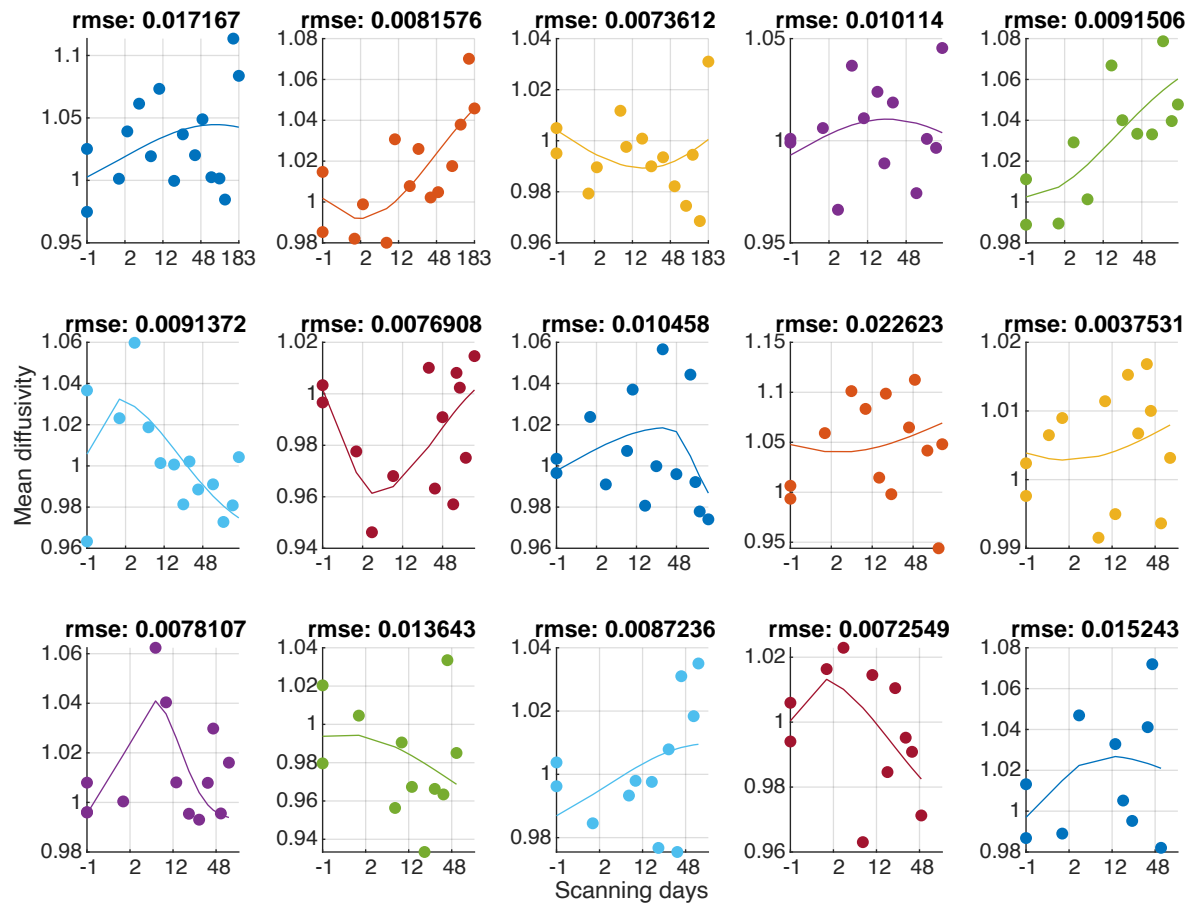 rmse: 0.017167 rmse: 0.0081576 rmse: 0.0073612 rmse: 0.010114 rmse: 0.0091506
1.1 1.08 1.04 1.05 1.08
1.06 1.02 1.06
1.05 1.04 1 1 1.04
1.02 1.02
1 1 0.98 1
0.95 0.98 0.96 0.95 0.98
-1 2 12 48 183 -1 2 12 48 183 -1 2 12 48 183 -1 2 12 48 -1 2 12 48
rmse: 0.0091372 rmse: 0.0076908 rmse: 0.010458 rmse: 0.022623 rmse: 0.0037531
1.06 1.02 1.06 1.15 1.02
1.04 1 1.04 1.1 1.01
1.02 0.98 1.02 1.05
1 0.96 1 1 1
0.98 0.98 0.95
0.96 0.94 0.96 0.99
-1 2 12 48 -1 2 12 48 -1 2 12 48 -1 2 12 48 -1 2 12 48
Mean diffusivity
rmse: 0.0078107 rmse: 0.013643 rmse: 0.0087236 rmse: 0.0072549 rmse: 0.015243
1.06 1.04 1.04 1.02 1.08
1.04 1.02 1.02 1 1.06
1.02 1 1 0.98 1.04
1 0.98 0.98 0.96 1.02
0.98 0.96 1
0.94 0.98
-1 2 12 48 -1 2 12 48 -1 2 12 48 -1 2 12 48 -1 2 12 48
Scanning days